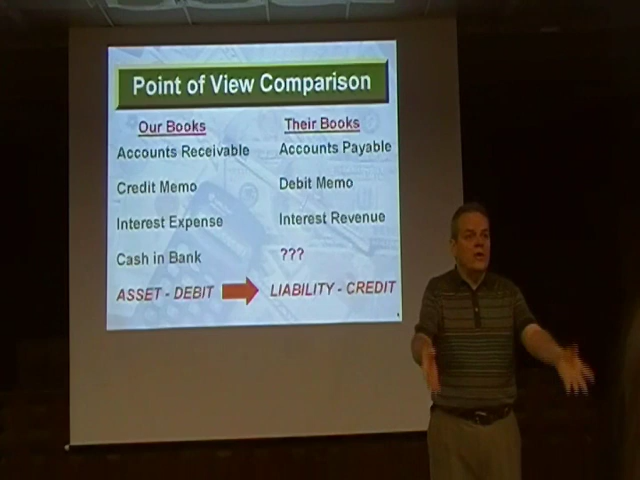 Point of View Comparison
Our Books Their Books
Accounts Receivable Accounts Payable
Credit Memo Debit Memo
Interest Expense Interest Revenue
Cash in Bank ???
ASSET - DEBIT LIABILITY - CREDIT